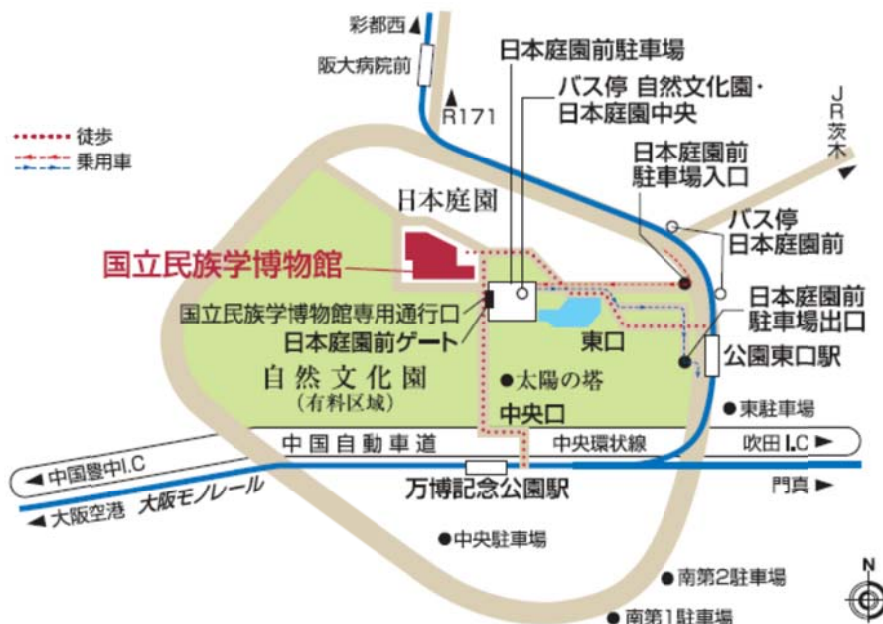 彩都西
阪大病院前
R171
日本庭園前駐車場
バス停 自然文化園・
日本庭園中央
JR茨木
徒歩
乗用車
日本庭園前
駐車場入口
日本庭園
バス停
日本庭園前
国立民族学博物館
国立民族学博物館専用通行口
日本庭園前ゲート
日本庭園前
駐車場出口
東口
公園東口駅
自然文化園
(有料区域)
太陽の塔
中央口
東駐車場
中国自動車道
中央環状線
吹田I.C
中国豊中I.C
大阪空港
大阪モノレール
万博記念公園駅
門真
中央駐車場
南第2駐車場
南第1駐車場
N